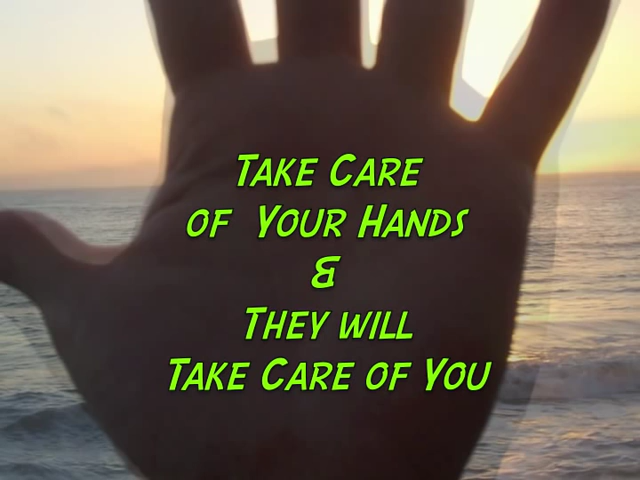 Take Care
of Your Hands
&
They will
Take Care of You